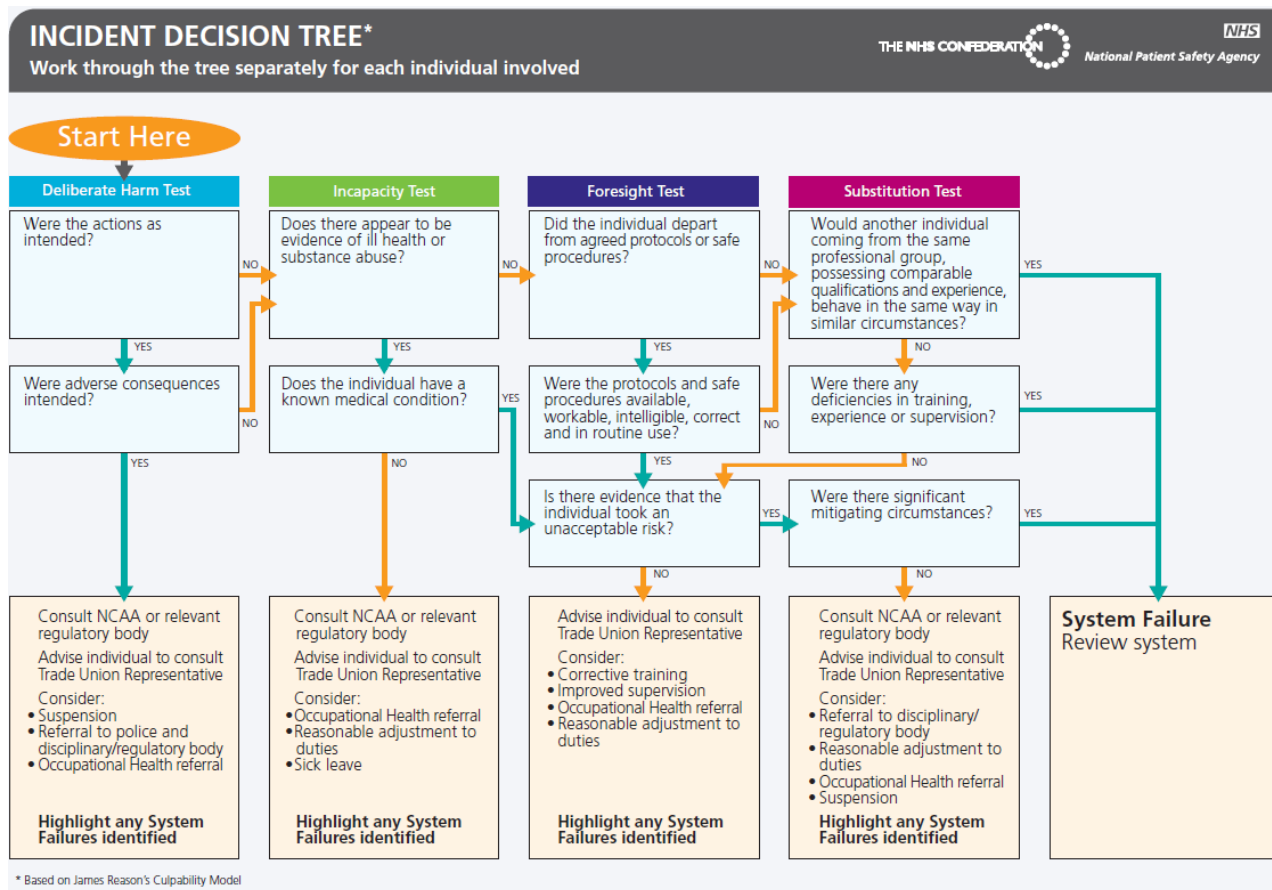 INCIDENT DECISION TREE*
Work through the tree separately for each individual involved
THE NHS CONFEDERATION
NHS
National Patient Safety Agency
Start Here
Deliberate Harm Test
Incapacity Test
Foresight Test
Substitution Test
Were the actions as
intended?
NO
YES
Does there appear to be
evidence of ill health or
substance abuse?
NO
YES
Did the individual depart
from agreed protocols or safe
procedures?
NO
YES
Would another individual
coming from the same
professional group,
possessing comparable
qualifications and experience,
behave in the same way in
similar circumstances?
YES
NO
Were adverse consequences
intended?
NO
YES
Does the individual have a
known medical condition?
YES
NO
Were the protocols and safe
procedures available,
workable, intelligible, correct
and in routine use?
NO
YES
Were there any
deficiencies in training,
experience or supervision?
YES
NO
Is there evidence that the
individual took an
unacceptable risk?
YES
NO
Were there significant
mitigating circumstances?
YES
NO
Consult NCAA or relevant
regulatory body
Advise individual to consult
Trade Union Representative
Consider:
• Suspension
• Referral to police and
disciplinary/regulatory body
• Occupational Health referral
Highlight any System
Failures identified
Consult NCAA or relevant
regulatory body
Advise individual to consult
Trade Union Representative
Consider:
• Occupational Health referral
• Reasonable adjustment to
duties
• Sick leave
Highlight any System
Failures identified
Advise individual to consult
Trade Union Representative
Consider:
• Corrective training
• Improved supervision
• Occupational Health referral
• Reasonable adjustment to
duties
Highlight any System
Failures identified
Consult NCAA or relevant
regulatory body
Advise individual to consult
Trade Union Representative
Consider:
• Referral to disciplinary/
regulatory body
• Reasonable adjustment to
duties
• Occupational Health referral
• Suspension
Highlight any System
Failures identified
System Failure
Review system
* Based on James Reason's Culpability Model